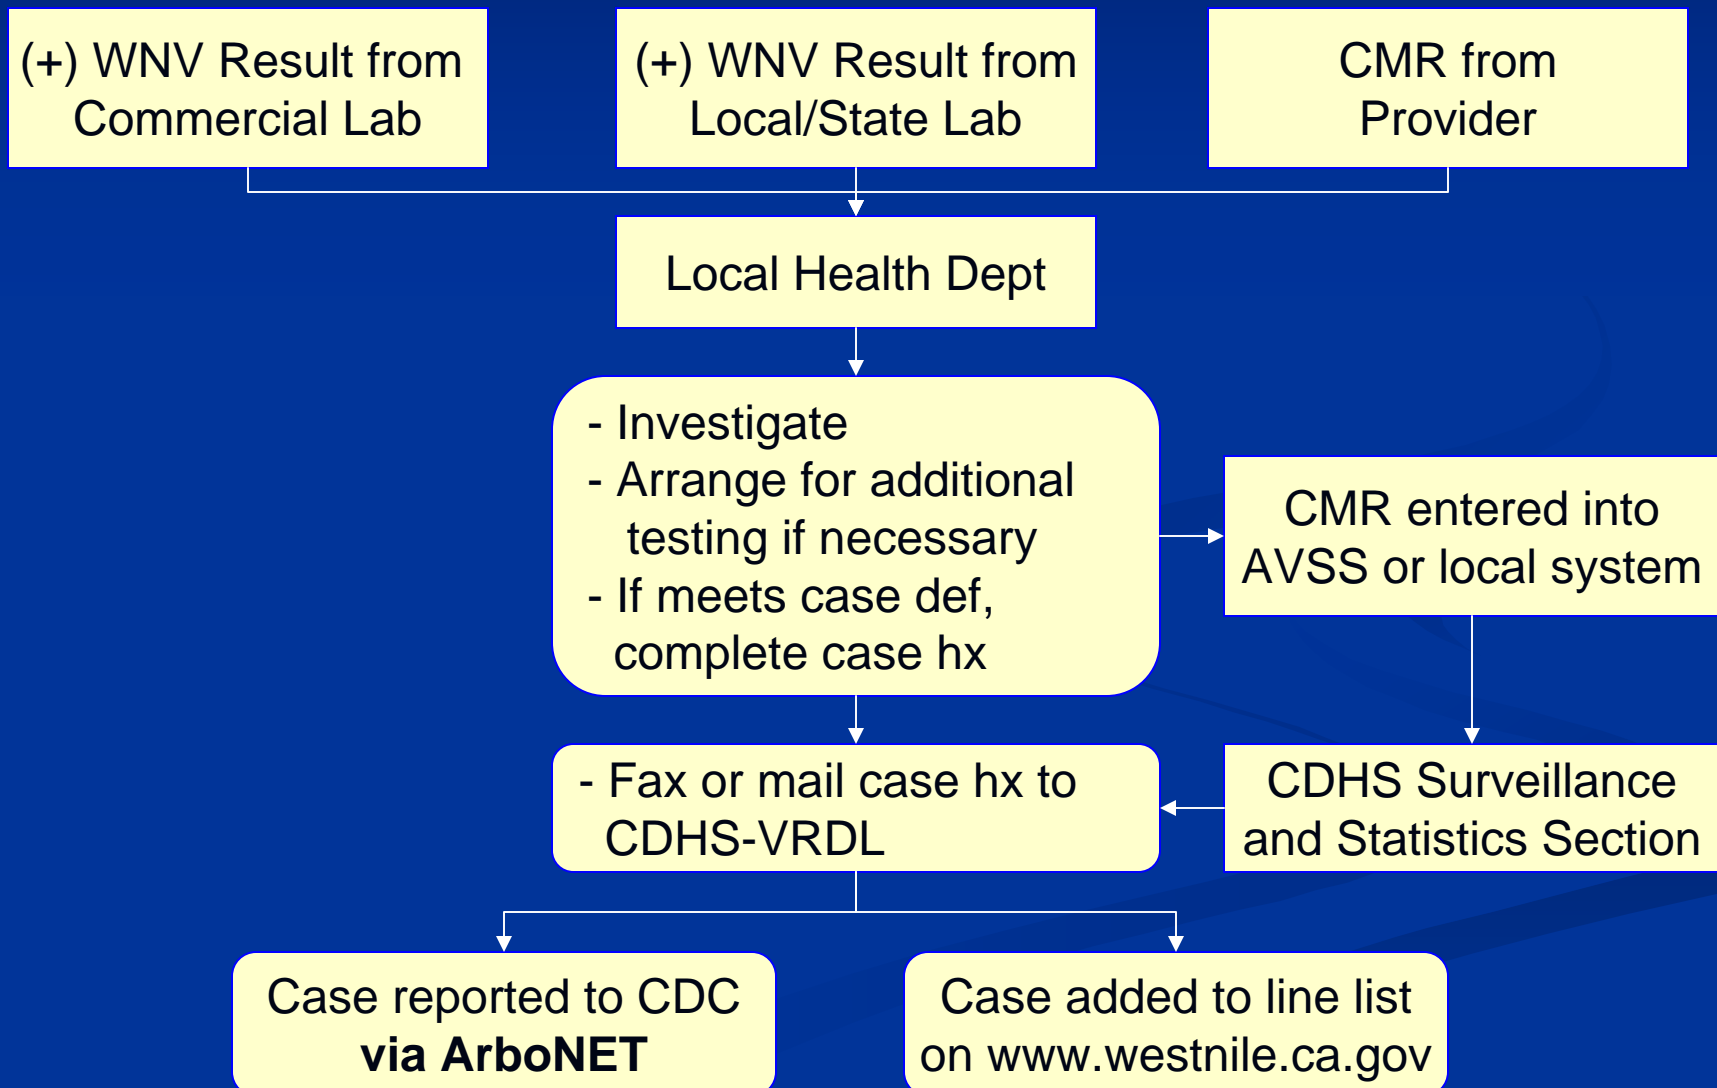 (+) WNV Result from
Commercial Lab
(+) WNV Result from
Local/State Lab
CMR from
Provider
Local Health Dept
- Investigate
- Arrange for additional
testing if necessary
- If meets case def,
complete case hx
CMR entered into
AVSS or local system
- Fax or mail case hx to
CDHS-VRDL
CDHS Surveillance
and Statistics Section
Case reported to CDC
via ArboNET
Case added to line list
on www.westnile.ca.gov